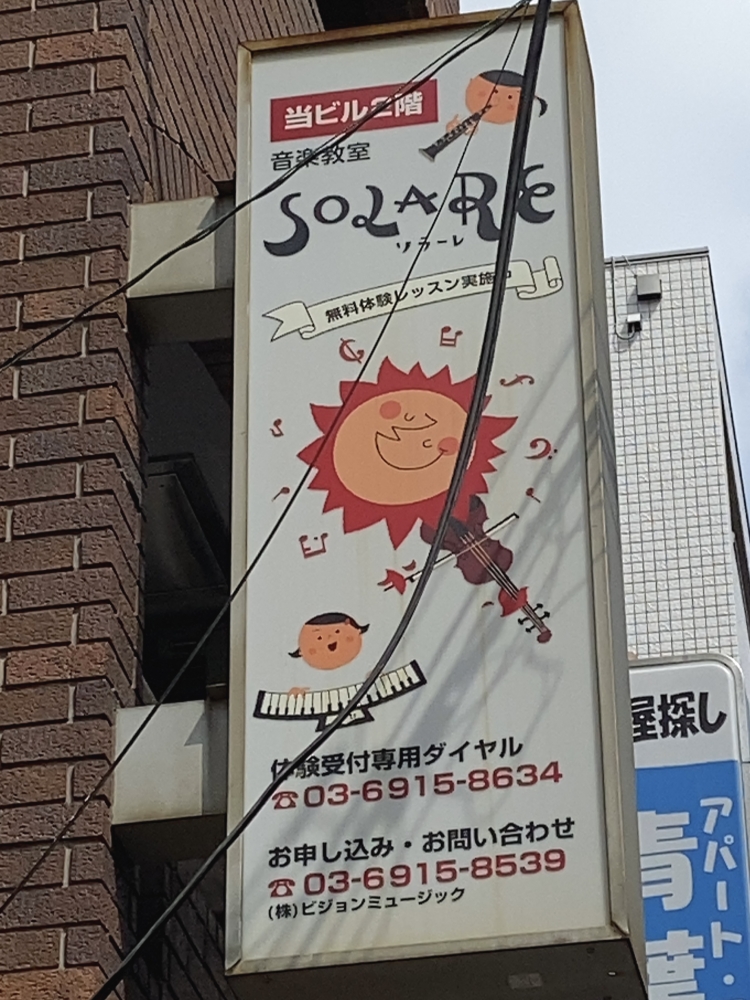 当ビル2階
音楽教室
SOLARe
ソラーレ
無料体験レッスン実施中
体験受付専用ダイヤル
☎03-6915-8634
お申し込み・お問い合わせ
☎03-6915-8539
(株)ビジョンミュージック
屋探し
アパート・
青